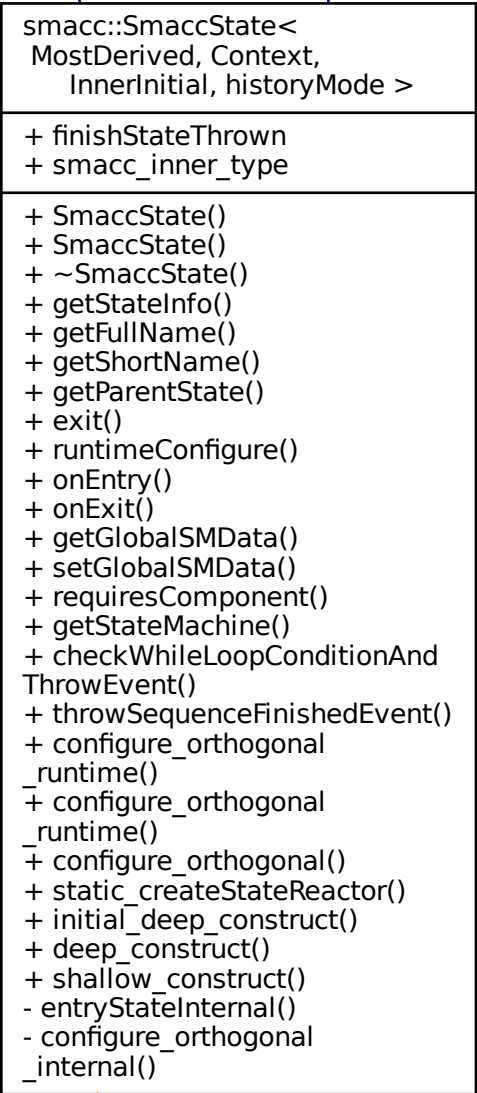 smacc::SmaccState<
MostDerived, Context,
InnerInitial, historyMode >
+ finishStateThrown
+ smacc_inner_type
+ SmaccState()
+ SmaccState()
+ ~SmaccState()
+ getStateInfo()
+ getFullName()
+ getShortName()
+ getParentState()
+ exit()
+ runtimeConfigure()
+ onEntry()
+ onExit()
+ getGlobalSMData()
+ setGlobalSMData()
+ requiresComponent()
+ getStateMachine()
+ checkWhileLoopConditionAnd
ThrowEvent()
+ throwSequenceFinishedEvent()
+ configure_orthogonal
_runtime()
+ configure_orthogonal
_runtime()
+ configure_orthogonal()
+ static_createStateReactor()
+ initial_deep_construct()
+ deep_construct()
+ shallow_construct()
- entryStateInternal()
- configure_orthogonal
_internal()